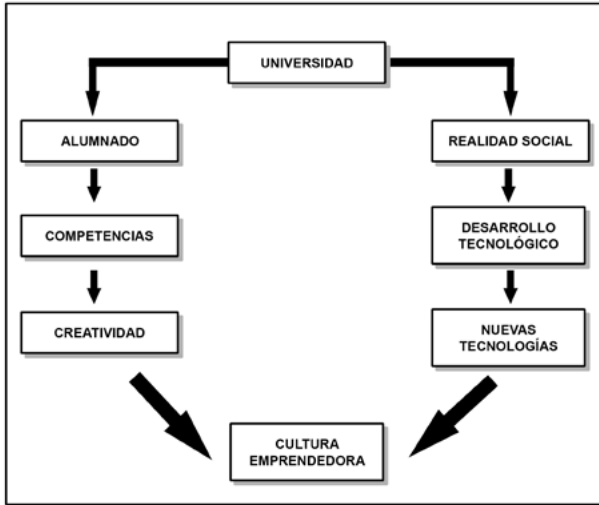 UNIVERSIDAD
ALUMNADO
REALIDAD SOCIAL
COMPETENCIAS
DESARROLLO
TECNOLÓGICO
CREATIVIDAD
NUEVAS
TECNOLOGÍAS
CULTURA
EMPRENDEDORA